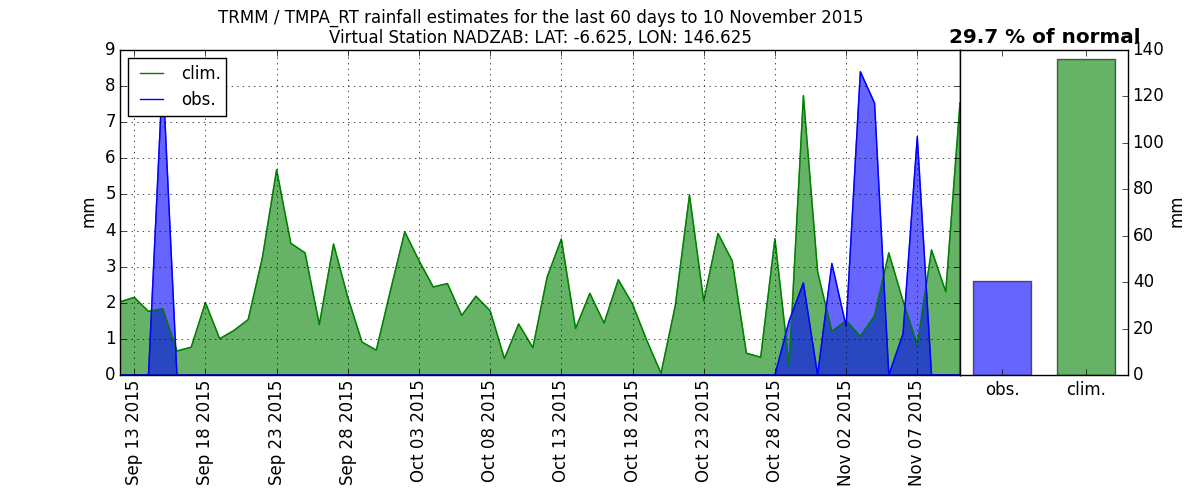 TRMM / TMPA_RT rainfall estimates for the last 60 days to 10 November 2015
Virtual Station NADZAB: LAT: -6.625, LON: 146.625
29.7 % of normal
9
8
7
6
5
4
3
2
1
0
mm
clim.
obs.
Sep 13 2015
Sep 18 2015
Sep 23 2015
Sep 28 2015
Oct 03 2015
Oct 08 2015
Oct 13 2015
Oct 18 2015
Oct 23 2015
Oct 28 2015
Nov 02 2015
Nov 07 2015
140
120
100
80
60
40
20
0
mm
obs.
clim.